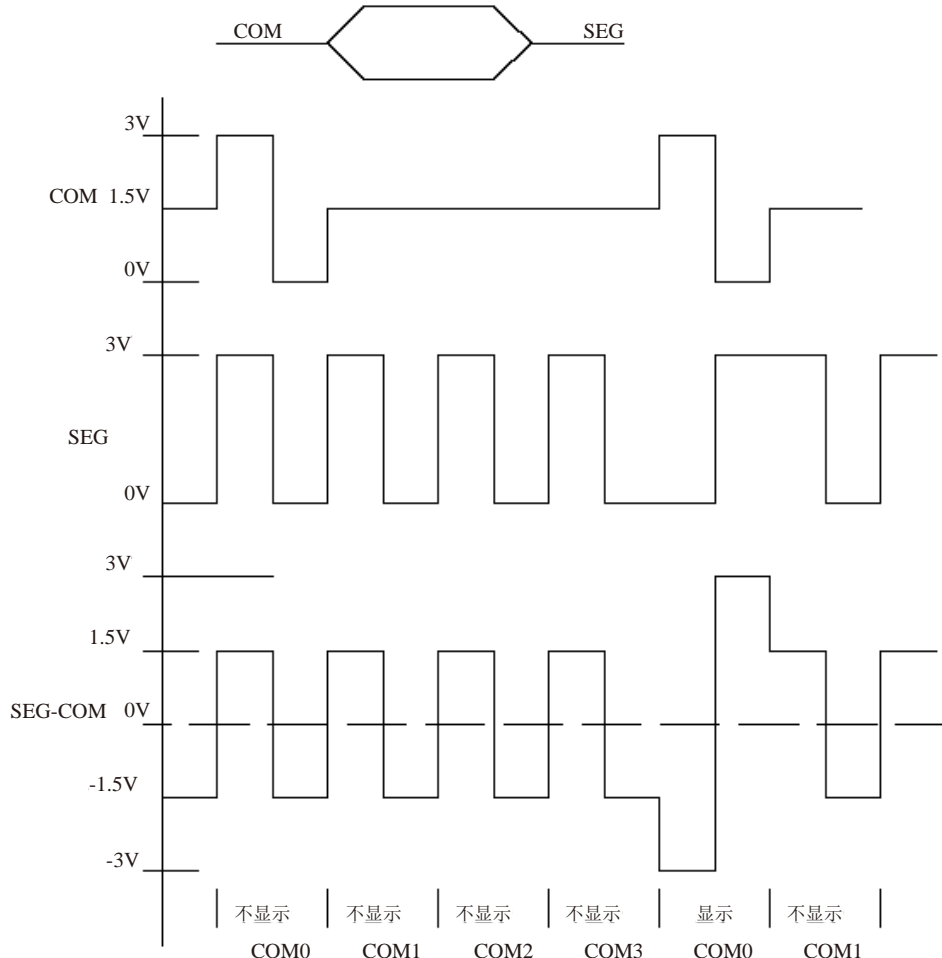 COM SEG
3V
COM 1.5V
0V
3V
SEG
0V
3V
1.5V
SEG-COM 0V
-1.5V
-3V
不显示 不显示 不显示 不显示 显示 不显示
COM0 COM1 COM2 COM3 COM0 COM1